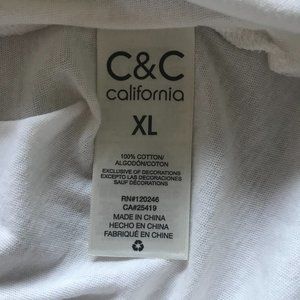 C&C
california
XL
100% COTTON/
ALGODÓN/COTON
EXCLUSIVE OF DECORATIONS
EXCEPTO LAS DECORACIONES
SAUF DÉCORATIONS
RN#120246
CA#25419
MADE IN CHINA
HECHO EN CHINA
FABRIQUÉ EN CHINE